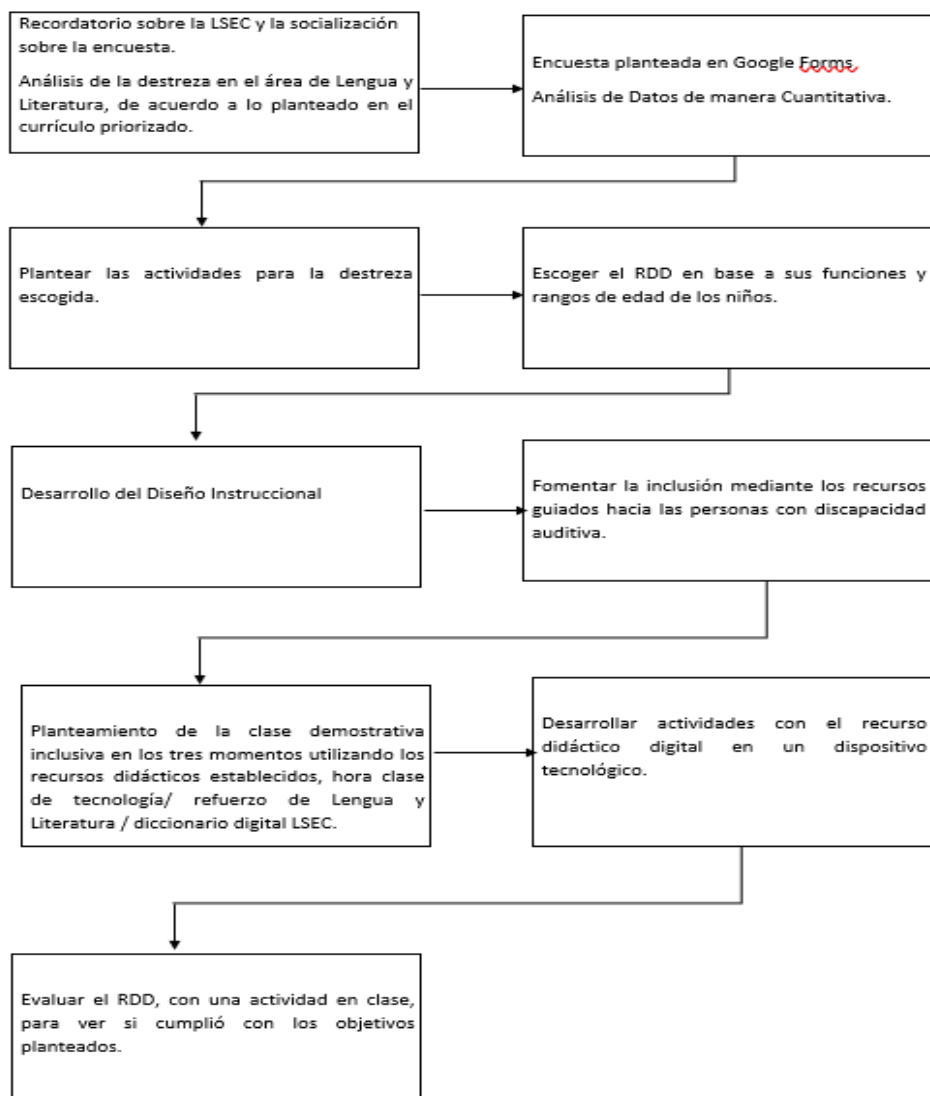 Recordatorio sobre la LSEC y la socialización
sobre la encuesta.
Análisis de la destreza en el área de Lengua y
Literatura, de acuerdo a lo planteado en el
currículo priorizado.
Encuesta planteada en Google Forms.
Análisis de Datos de manera Cuantitativa.
Plantear las actividades para la destreza
escogida.
Escoger el RDD en base a sus funciones y
rangos de edad de los niños.
Desarrollo del Diseño Instruccional
Fomentar la inclusión mediante los recursos
guiados hacia las personas con discapacidad
auditiva.
Planteamiento de la clase demostrativa
inclusiva en los tres momentos utilizando los
recursos didácticos establecidos, hora clase
de tecnología/ refuerzo de Lengua y
Literatura / diccionario digital LSEC.
Desarrollar actividades con el recurso
didáctico digital en un dispositivo
tecnológico.
Evaluar el RDD, con una actividad en clase,
para ver si cumplió con los objetivos
planteados.